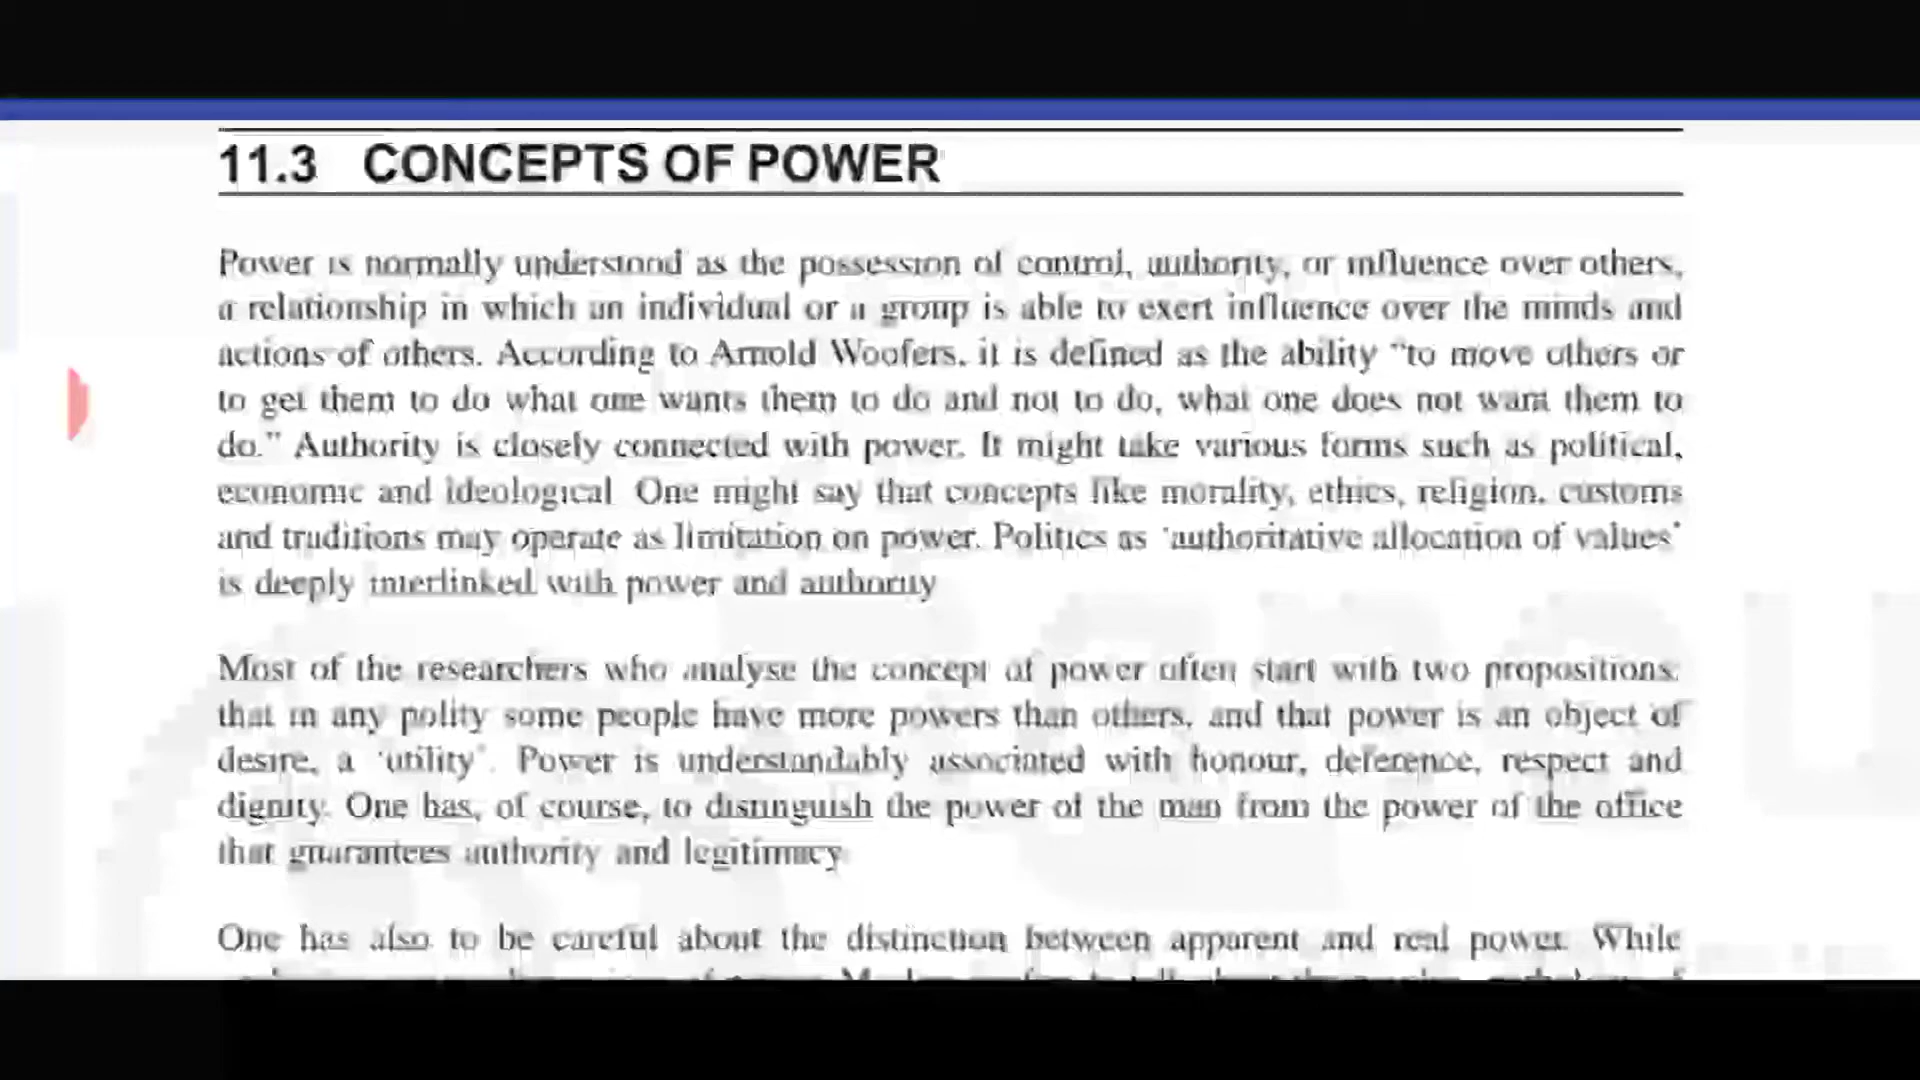 11.3 CONCEPTS OF POWER
Power is normally understood as the possession of control, authority, or influence over others,
a relationship in which an individual or a group is able to exert influence over the minds and
actions of others. According to Arnold Woofers, it is defined as the ability "to move others or
to get them to do what one wants them to do and not to do, what one does not want them to
do." Authority is closely connected with power. It might take various forms such as political,
economic and ideological. One might say that concepts like morality, ethics, religion, customs
and traditions may operate as limitation on power. Politics as 'authoritative allocation of values'
is deeply interlinked with power and authority
Most of the researchers who analyse the concept of power often start with two propositions:
that in any polity some people have more powers than others, and that power is an object of
desire, a 'utility'. Power is understandably associated with honour, deference, respect and
dignity. One has, of course, to distinguish the power of the man from the power of the office
that guarantees authority and legitimacy
One has also to be careful about the distinction between apparent and real power. While